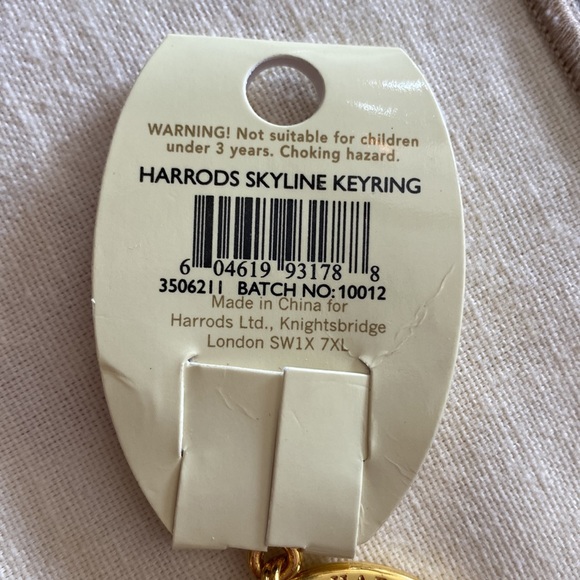 WARNING! Not suitable for children
under 3 years. Choking hazard.
HARRODS SKYLINE KEYRING
6 04619 93178 8
3506211 BATCH NO: 10012
Made in China for
Harrods Ltd., Knightsbridge
London SW1X 7XL